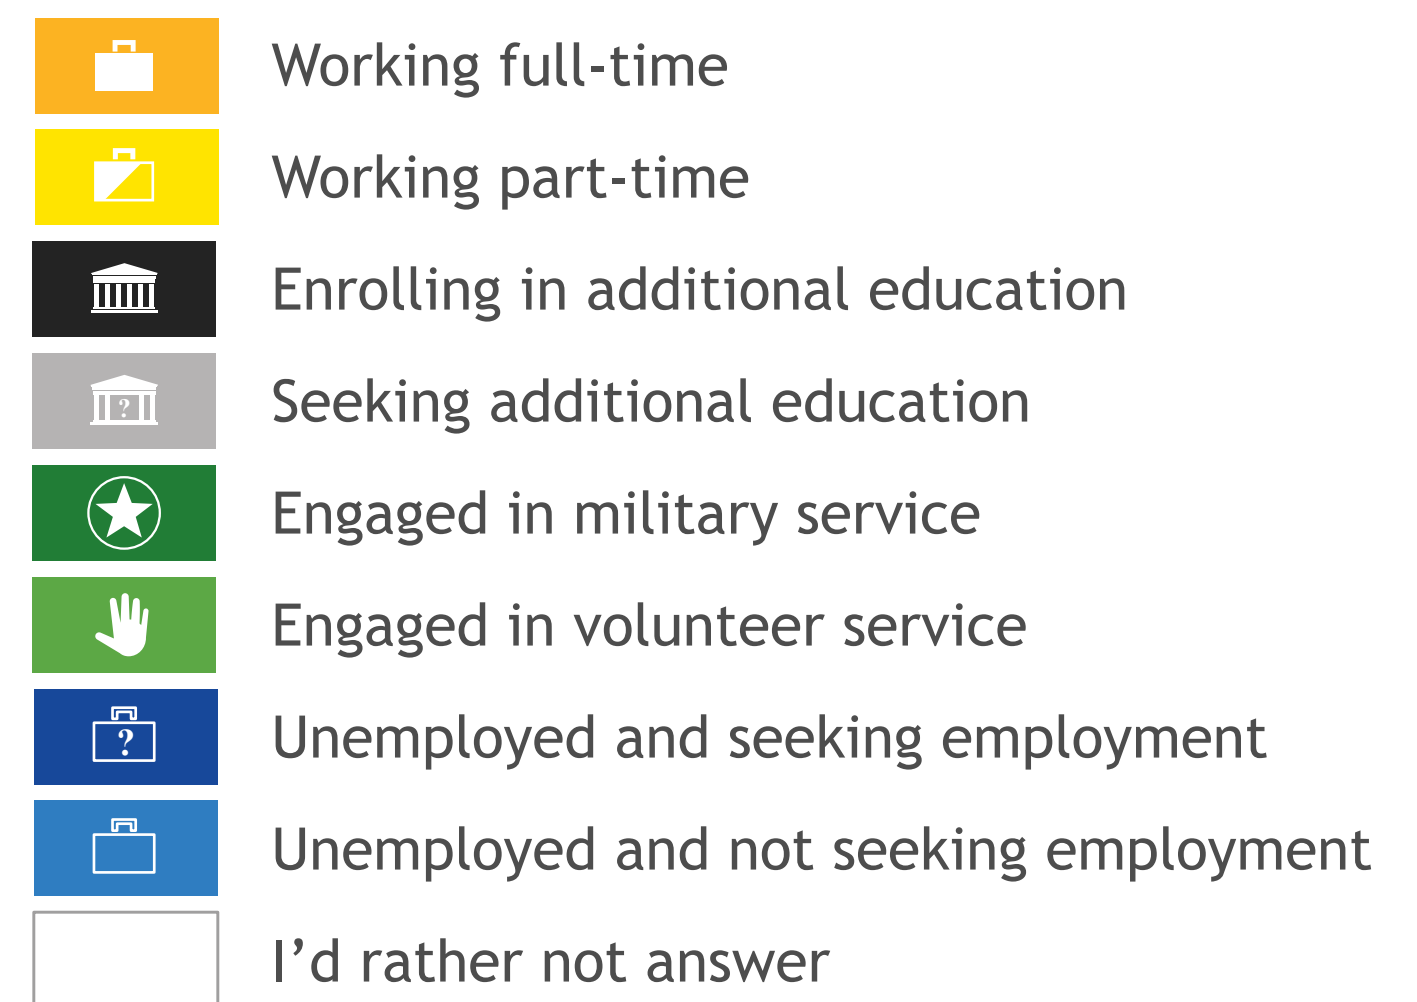 Working full-time
Working part-time
Enrolling in additional education
?
Seeking additional education
Engaged in military service
Engaged in volunteer service
?
Unemployed and seeking employment
Unemployed and not seeking employment
I’d rather not answer